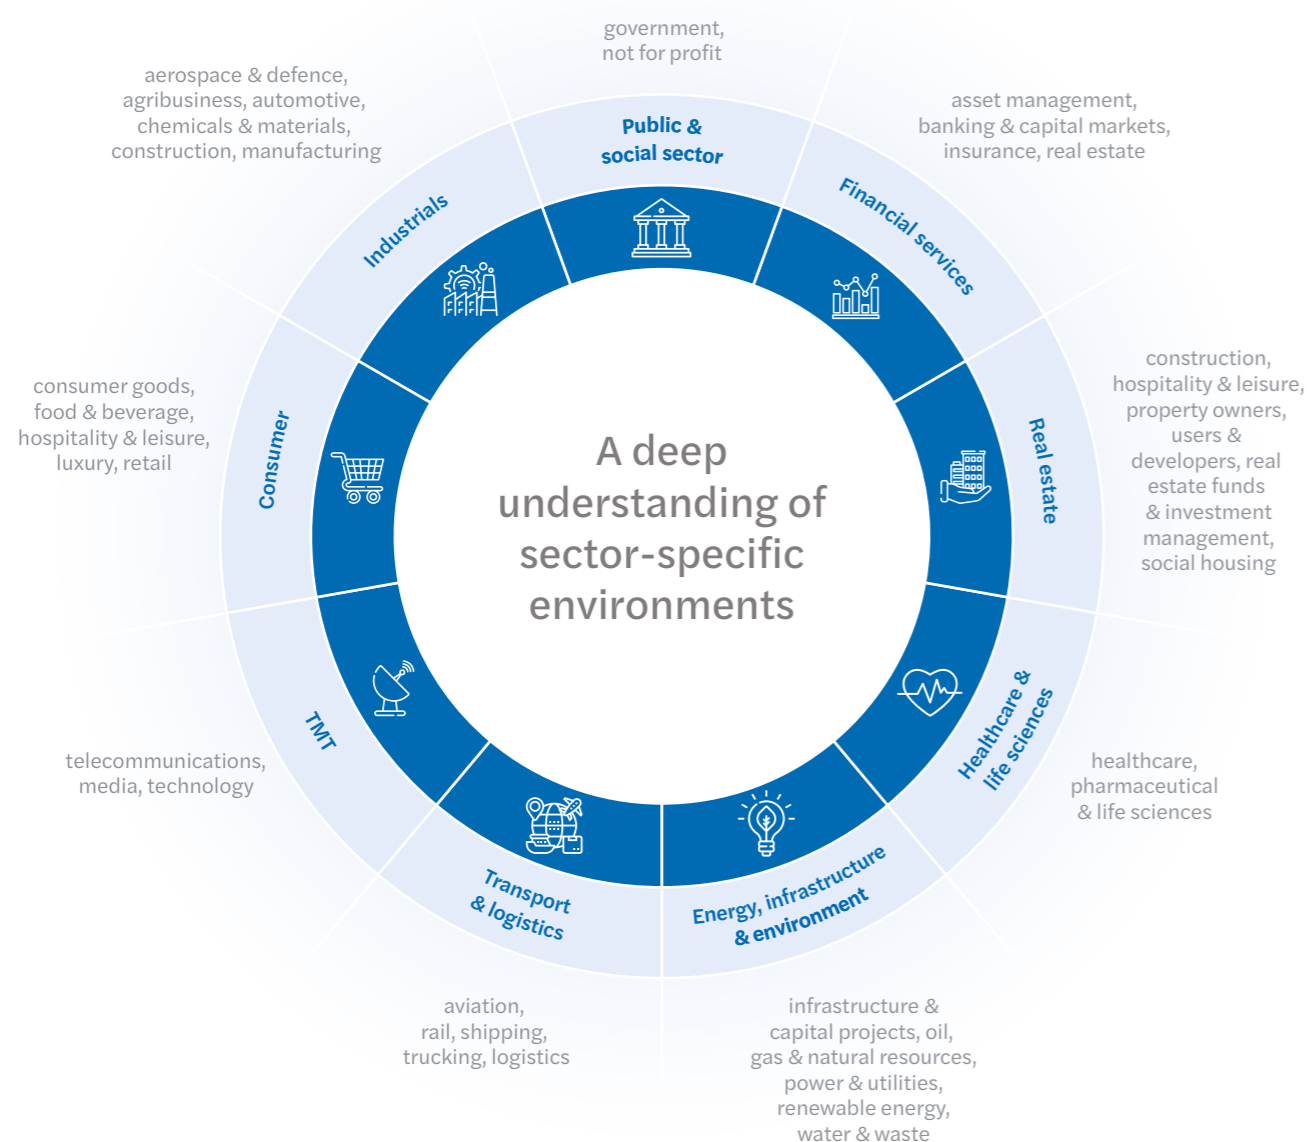 government,
not for profit
Public &
social sector
asset management,
banking & capital markets,
insurance, real estate
Financial services
construction,
hospitality & leisure,
property owners,
users &
developers, real
estate funds
& investment
management,
social housing
Real estate
healthcare,
pharmaceutical
& life sciences
Healthcare &
life sciences
infrastructure &
capital projects, oil,
gas & natural resources,
power & utilities,
renewable energy,
water & waste
Energy, infrastructure
& environment
aviation,
rail, shipping,
trucking, logistics
Transport
& logistics
telecommunications,
media, technology
TMT
consumer goods,
food & beverage,
hospitality & leisure,
luxury, retail
Consumer
aerospace & defence,
agribusiness, automotive,
chemicals & materials,
construction, manufacturing
Industrials
A deep
understanding of
sector-specific
environments